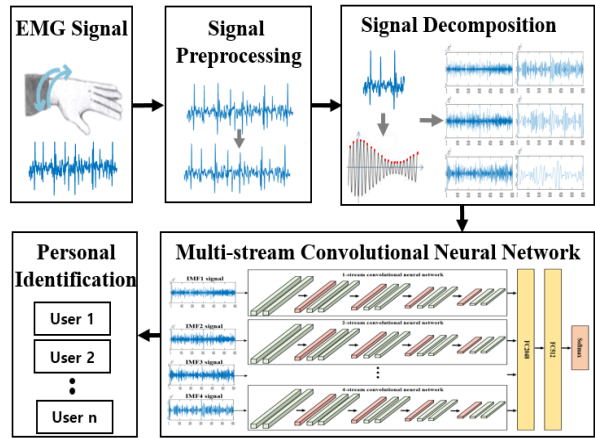 EMG Signal
Signal
Preprocessing
Signal Decomposition
Multi-stream Convolutional Neural Network
IMF1 signal
1-stream convolutional neural network
IMF2 signal
2-stream convolutional neural network
IMF3 signal
IMF4 signal
4-stream convolutional neural network
FC512
Softmax
Personal
Identification
User 1
User 2
User n